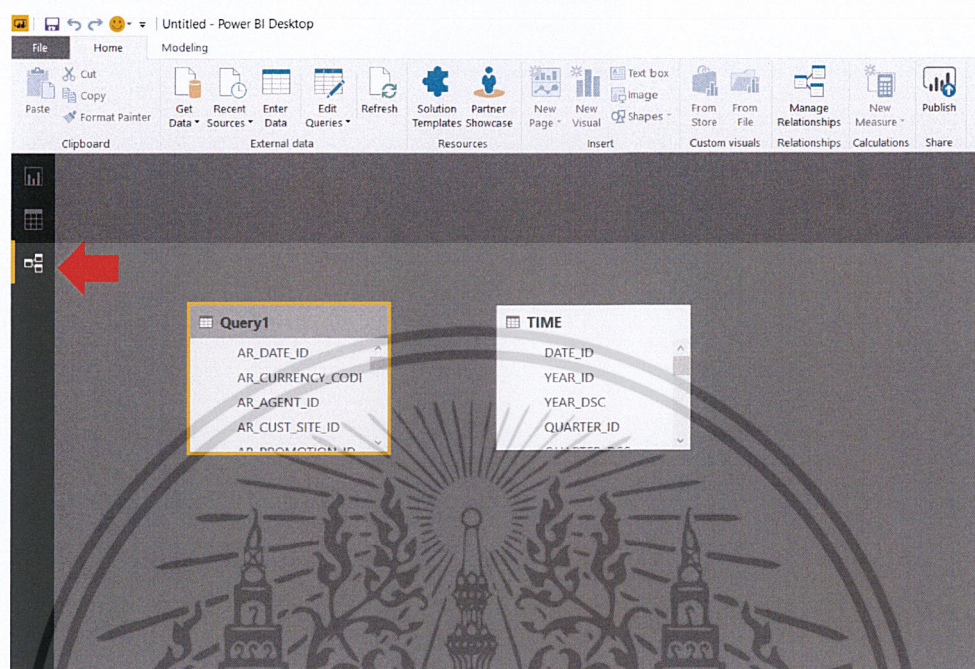 Untitled - Power BI Desktop
File Home Modeling
Paste
Cut
Copy
Format Painter
Get Data
Recent Sources
Enter Data
Edit Queries
Refresh
Solution Templates
Partner Showcase
New Page
New Visual
Text box
Image
Shapes
From Store
From File
Manage Relationships
New Measure
Publish
Clipboard External data Resources Insert Custom visuals Relationships Calculations Share
Query1
AR_DATE_ID
AR_CURRENCY_CODI
AR_AGENT_ID
AR_CUST_SITE_ID
AR_PROMOTION_ID
TIME
DATE_ID
YEAR_ID
YEAR_DSC
QUARTER_ID
QUARTER_DSC